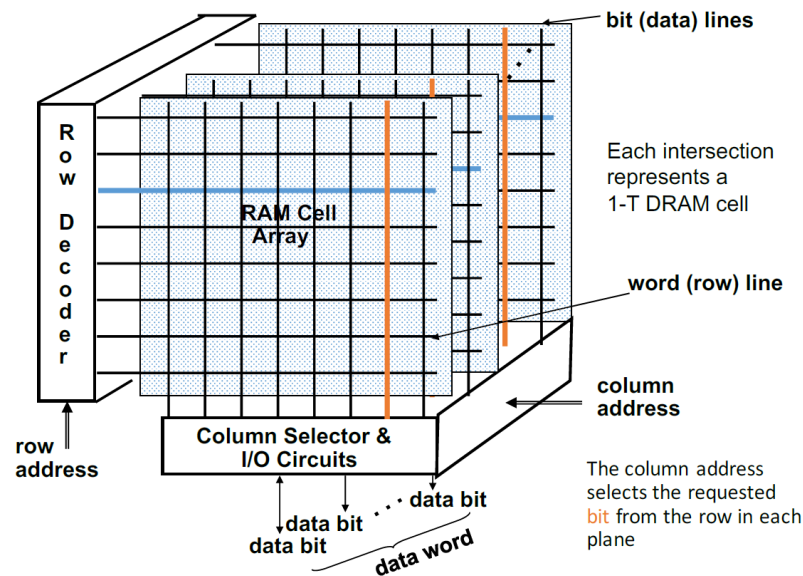 bit (data) lines
Row Decoder
Each intersection
represents a
1-T DRAM cell
RAM Cell
Array
word (row) line
column
address
row
address
Column Selector &
I/O Circuits
The column address
selects the requested
bit from the row in each
plane
data bit
data bit
data bit
data word